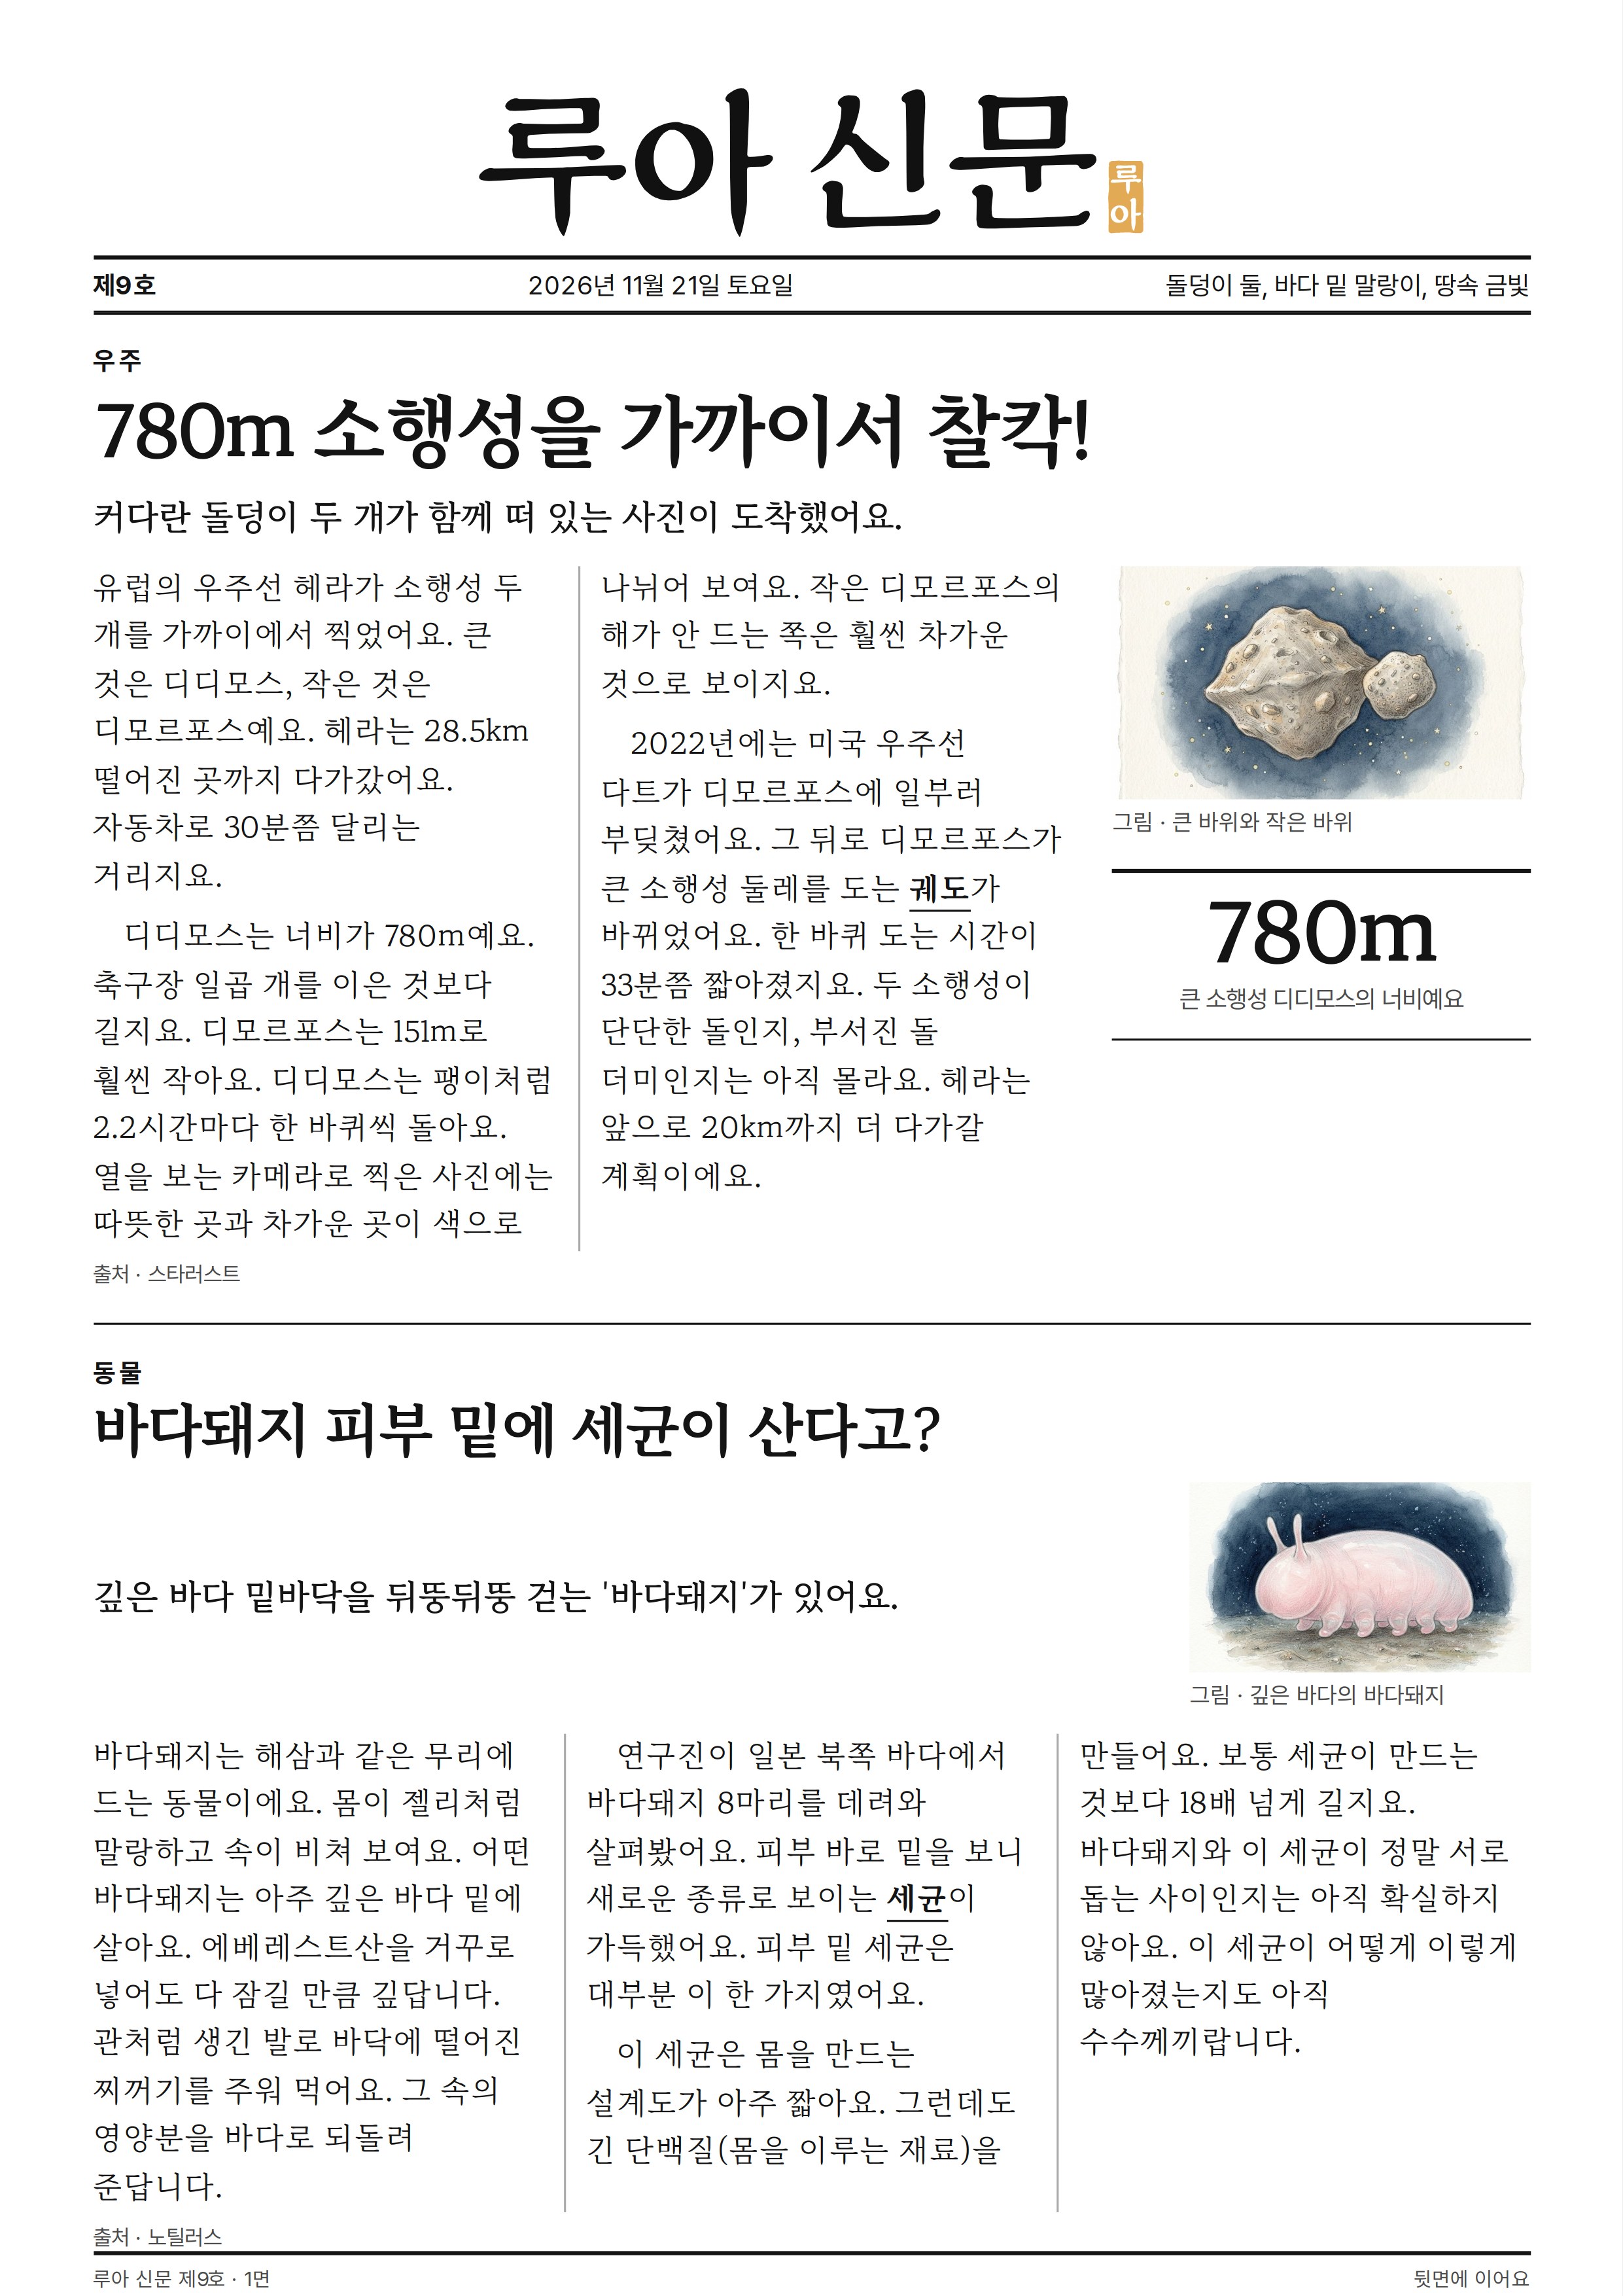 루아 신문
루아
제9호
2026년 11월 21일 토요일
돌덩이 둘, 바다 밑 말랑이, 땅속 금빛
우주
780m 소행성을 가까이서 찰칵!
커다란 돌덩이 두 개가 함께 떠 있는 사진이 도착했어요.
유럽의 우주선 헤라가 소행성 두
개를 가까이에서 찍었어요. 큰
것은 디디모스, 작은 것은
디모르포스예요. 헤라는 28.5km
떨어진 곳까지 다가갔어요.
자동차로 30분쯤 달리는
거리지요.
디디모스는 너비가 780m예요.
축구장 일곱 개를 이은 것보다
길지요. 디모르포스는 151m로
훨씬 작아요. 디디모스는 팽이처럼
2.2시간마다 한 바퀴씩 돌아요.
열을 보는 카메라로 찍은 사진에는
따뜻한 곳과 차가운 곳이 색으로
나뉘어 보여요. 작은 디모르포스의
해가 안 드는 쪽은 훨씬 차가운
것으로 보이지요.
2022년에는 미국 우주선
다트가 디모르포스에 일부러
부딪쳤어요. 그 뒤로 디모르포스가
큰 소행성 둘레를 도는 궤도가
바뀌었어요. 한 바퀴 도는 시간이
33분쯤 짧아졌지요. 두 소행성이
단단한 돌인지, 부서진 돌
더미인지는 아직 몰라요. 헤라는
앞으로 20km까지 더 다가갈
계획이에요.
그림 · 큰 바위와 작은 바위
780m
큰 소행성 디디모스의 너비예요
출처 · 스타러스트
동물
바다돼지 피부 밑에 세균이 산다고?
깊은 바다 밑바닥을 뒤뚱뒤뚱 걷는 '바다돼지'가 있어요.
그림 · 깊은 바다의 바다돼지
바다돼지는 해삼과 같은 무리에
드는 동물이에요. 몸이 젤리처럼
말랑하고 속이 비쳐 보여요. 어떤
바다돼지는 아주 깊은 바다 밑에
살아요. 에베레스트산을 거꾸로
넣어도 다 잠길 만큼 깊답니다.
관처럼 생긴 발로 바닥에 떨어진
찌꺼기를 주워 먹어요. 그 속의
영양분을 바다로 되돌려
준답니다.
연구진이 일본 북쪽 바다에서
바다돼지 8마리를 데려와
살펴봤어요. 피부 바로 밑을 보니
새로운 종류로 보이는 세균이
가득했어요. 피부 밑 세균은
대부분 이 한 가지였어요.
이 세균은 몸을 만드는
설계도가 아주 짧아요. 그런데도
긴 단백질(몸을 이루는 재료)을
만들어요. 보통 세균이 만드는
것보다 18배 넘게 길지요.
바다돼지와 이 세균이 정말 서로
돕는 사이인지는 아직 확실하지
않아요. 이 세균이 어떻게 이렇게
많아졌는지도 아직
수수께끼랍니다.
출처 · 노틸러스
루아 신문 제9호 · 1면
뒷면에 이어요